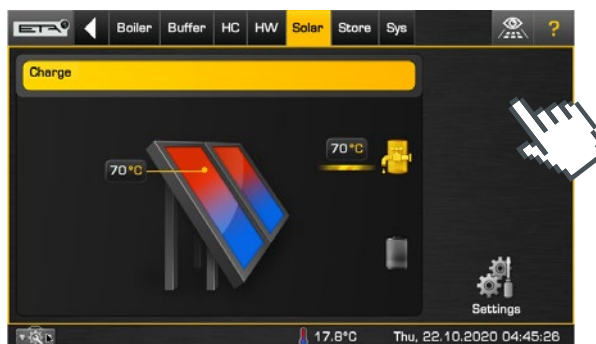 ETA Boiler Buffer HC HW Solar Store Sys ?
Charge
70°C
70°C
Settings
17.8°C Thu, 22.10.2020 04:45:26